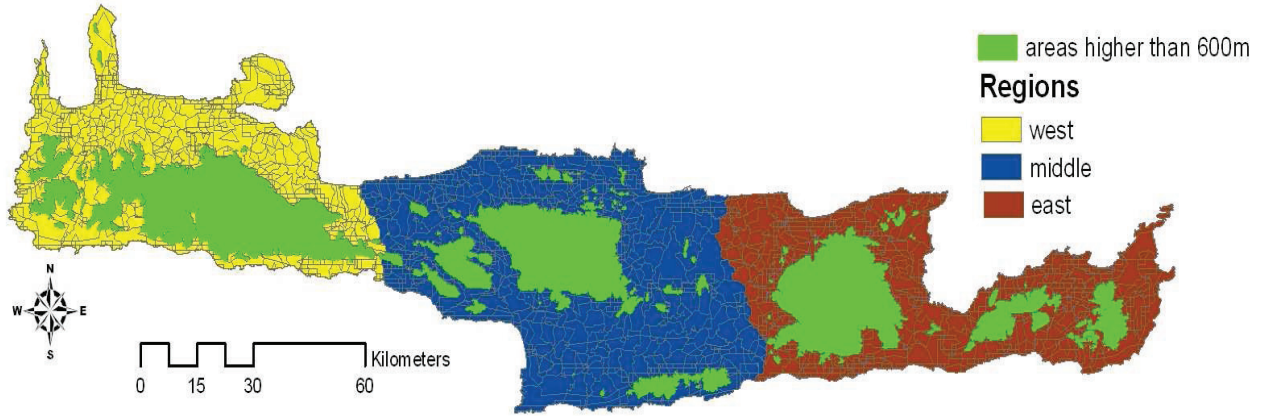 areas higher than 600m
Regions
west
middle
east
N
W E
S
Kilometers
0 15 30 60